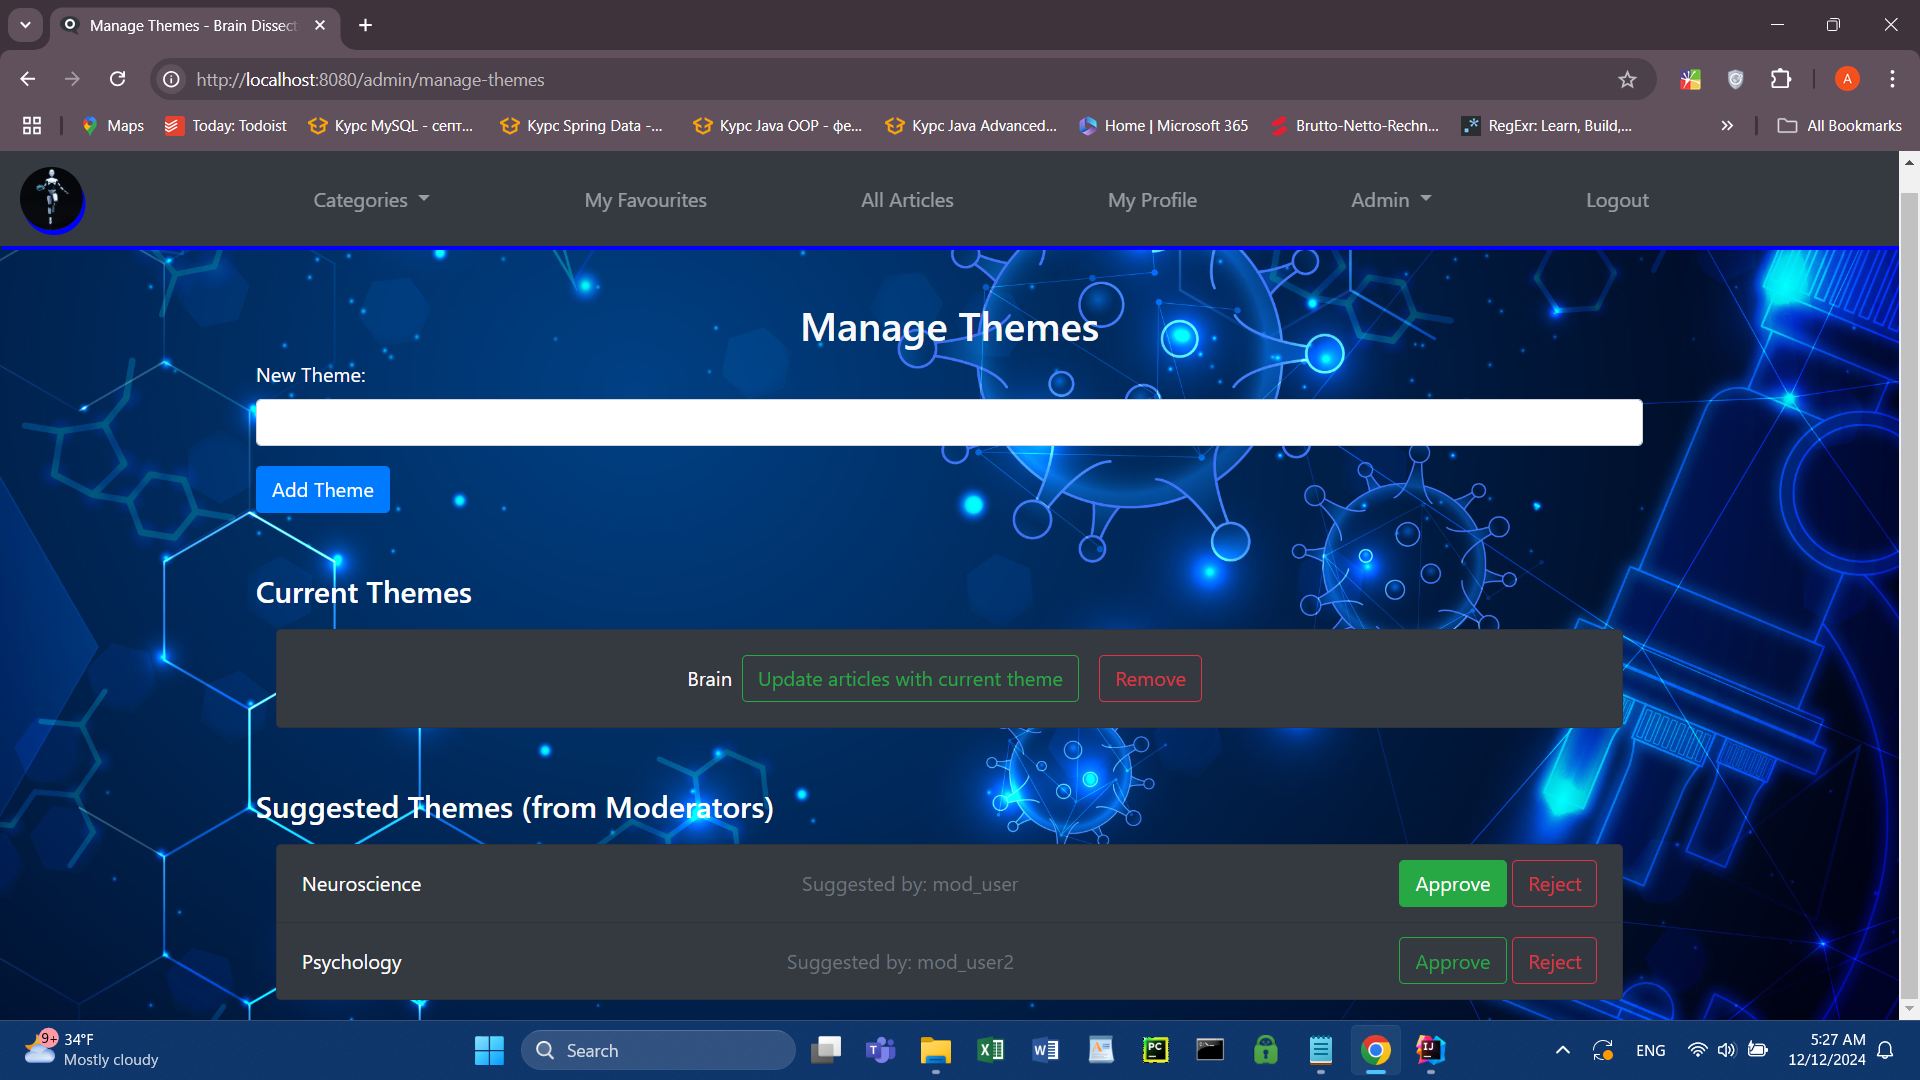 Manage Themes - Brain Dissect
http://localhost:8080/admin/manage-themes
A
Maps
Today: Todoist
Курс MySQL - септ...
Курс Spring Data -...
Курс Java OOP - фе...
Курс Java Advanced...
Home | Microsoft 365
Brutto-Netto-Rechn...
RegExr: Learn, Build,...
All Bookmarks
Categories
My Favourites
All Articles
My Profile
Admin
Logout
Manage Themes
New Theme:
Add Theme
Current Themes
Brain
Update articles with current theme
Remove
Suggested Themes (from Moderators)
Neuroscience
Suggested by: mod_user
Approve
Reject
Psychology
Suggested by: mod_user2
Approve
Reject
9+
34°F
Mostly cloudy
Search
PC
IJ
ENG
5:27 AM
12/12/2024